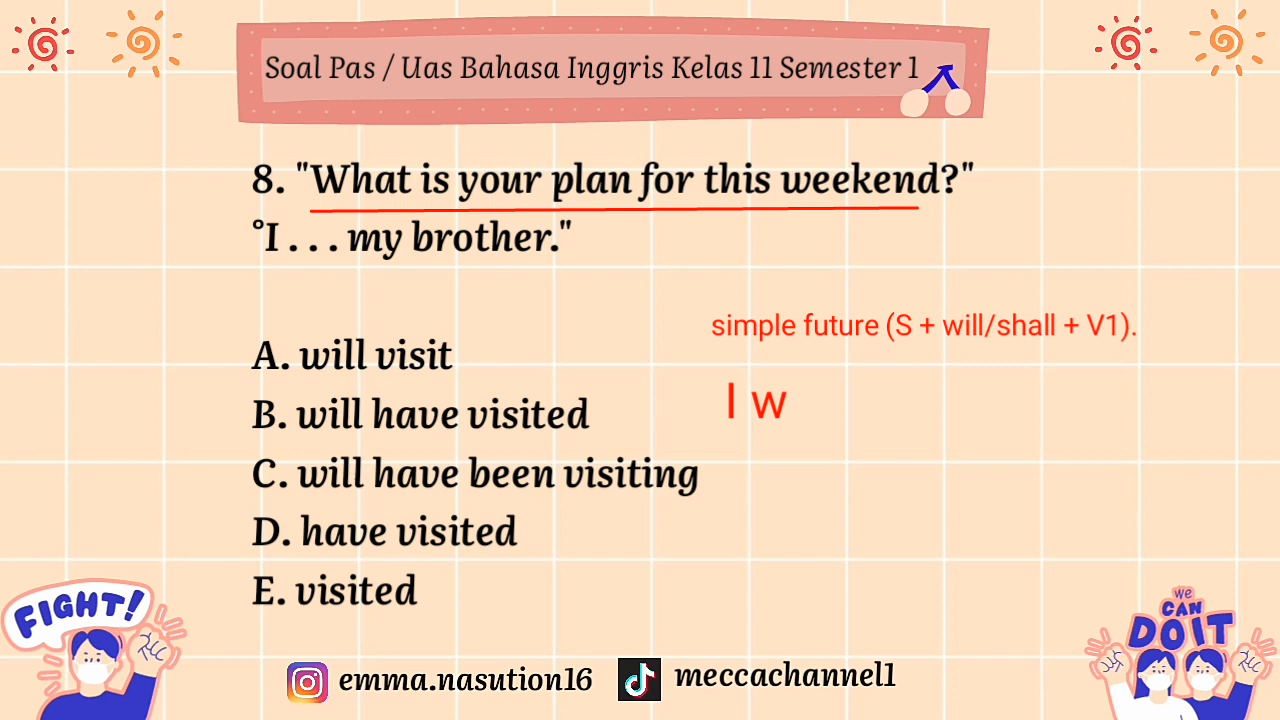 Soal Pas / Uas Bahasa Inggris Kelas 11 Semester 1
8. "What is your plan for this weekend?"
°I . . . my brother."
simple future (S + will/shall + V1).
A. will visit
I w
B. will have visited
C. will have been visiting
D. have visited
E. visited
FIGHT!
WE
CAN
DO IT
emma.nasution16
meccachannel1